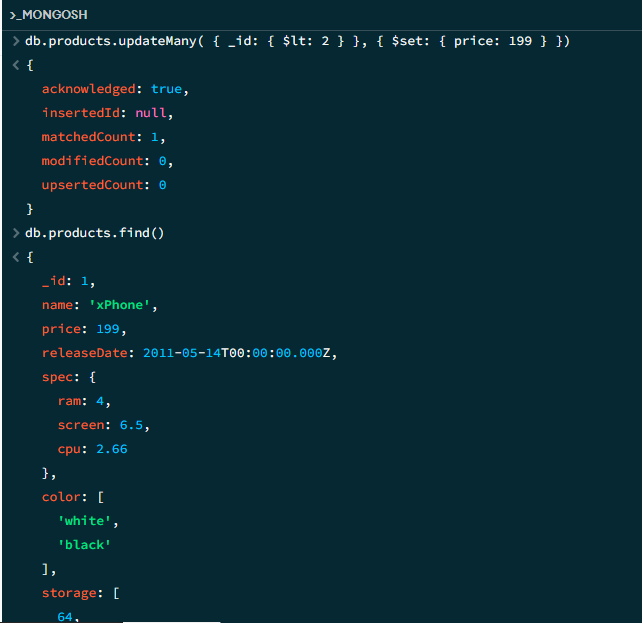 >_MONGOSH
> db.products.updateMany( { _id: { $lt: 2 } }, { $set: { price: 199 } })
< {
acknowledged: true,
insertedId: null,
matchedCount: 1,
modifiedCount: 0,
upsertedCount: 0
}
> db.products.find()
< {
_id: 1,
name: 'xPhone',
price: 199,
releaseDate: 2011-05-14T00:00:00.000Z,
spec: {
ram: 4,
screen: 6.5,
cpu: 2.66
},
color: [
'white',
'black'
],
storage: [
64,